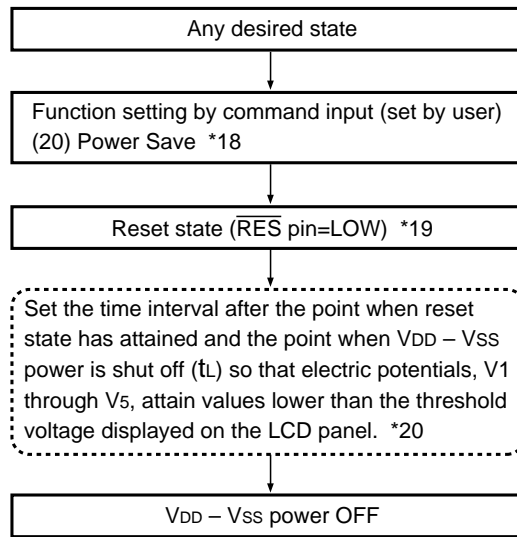 Any desired state
Function setting by command input (set by user)
(20) Power Save *18
Reset state (R̅E̅S̅ pin=LOW) *19
Set the time interval after the point when reset
state has attained and the point when VDD – VSS
power is shut off (tL) so that electric potentials, V1
through V5, attain values lower than the threshold
voltage displayed on the LCD panel. *20
VDD – VSS power OFF